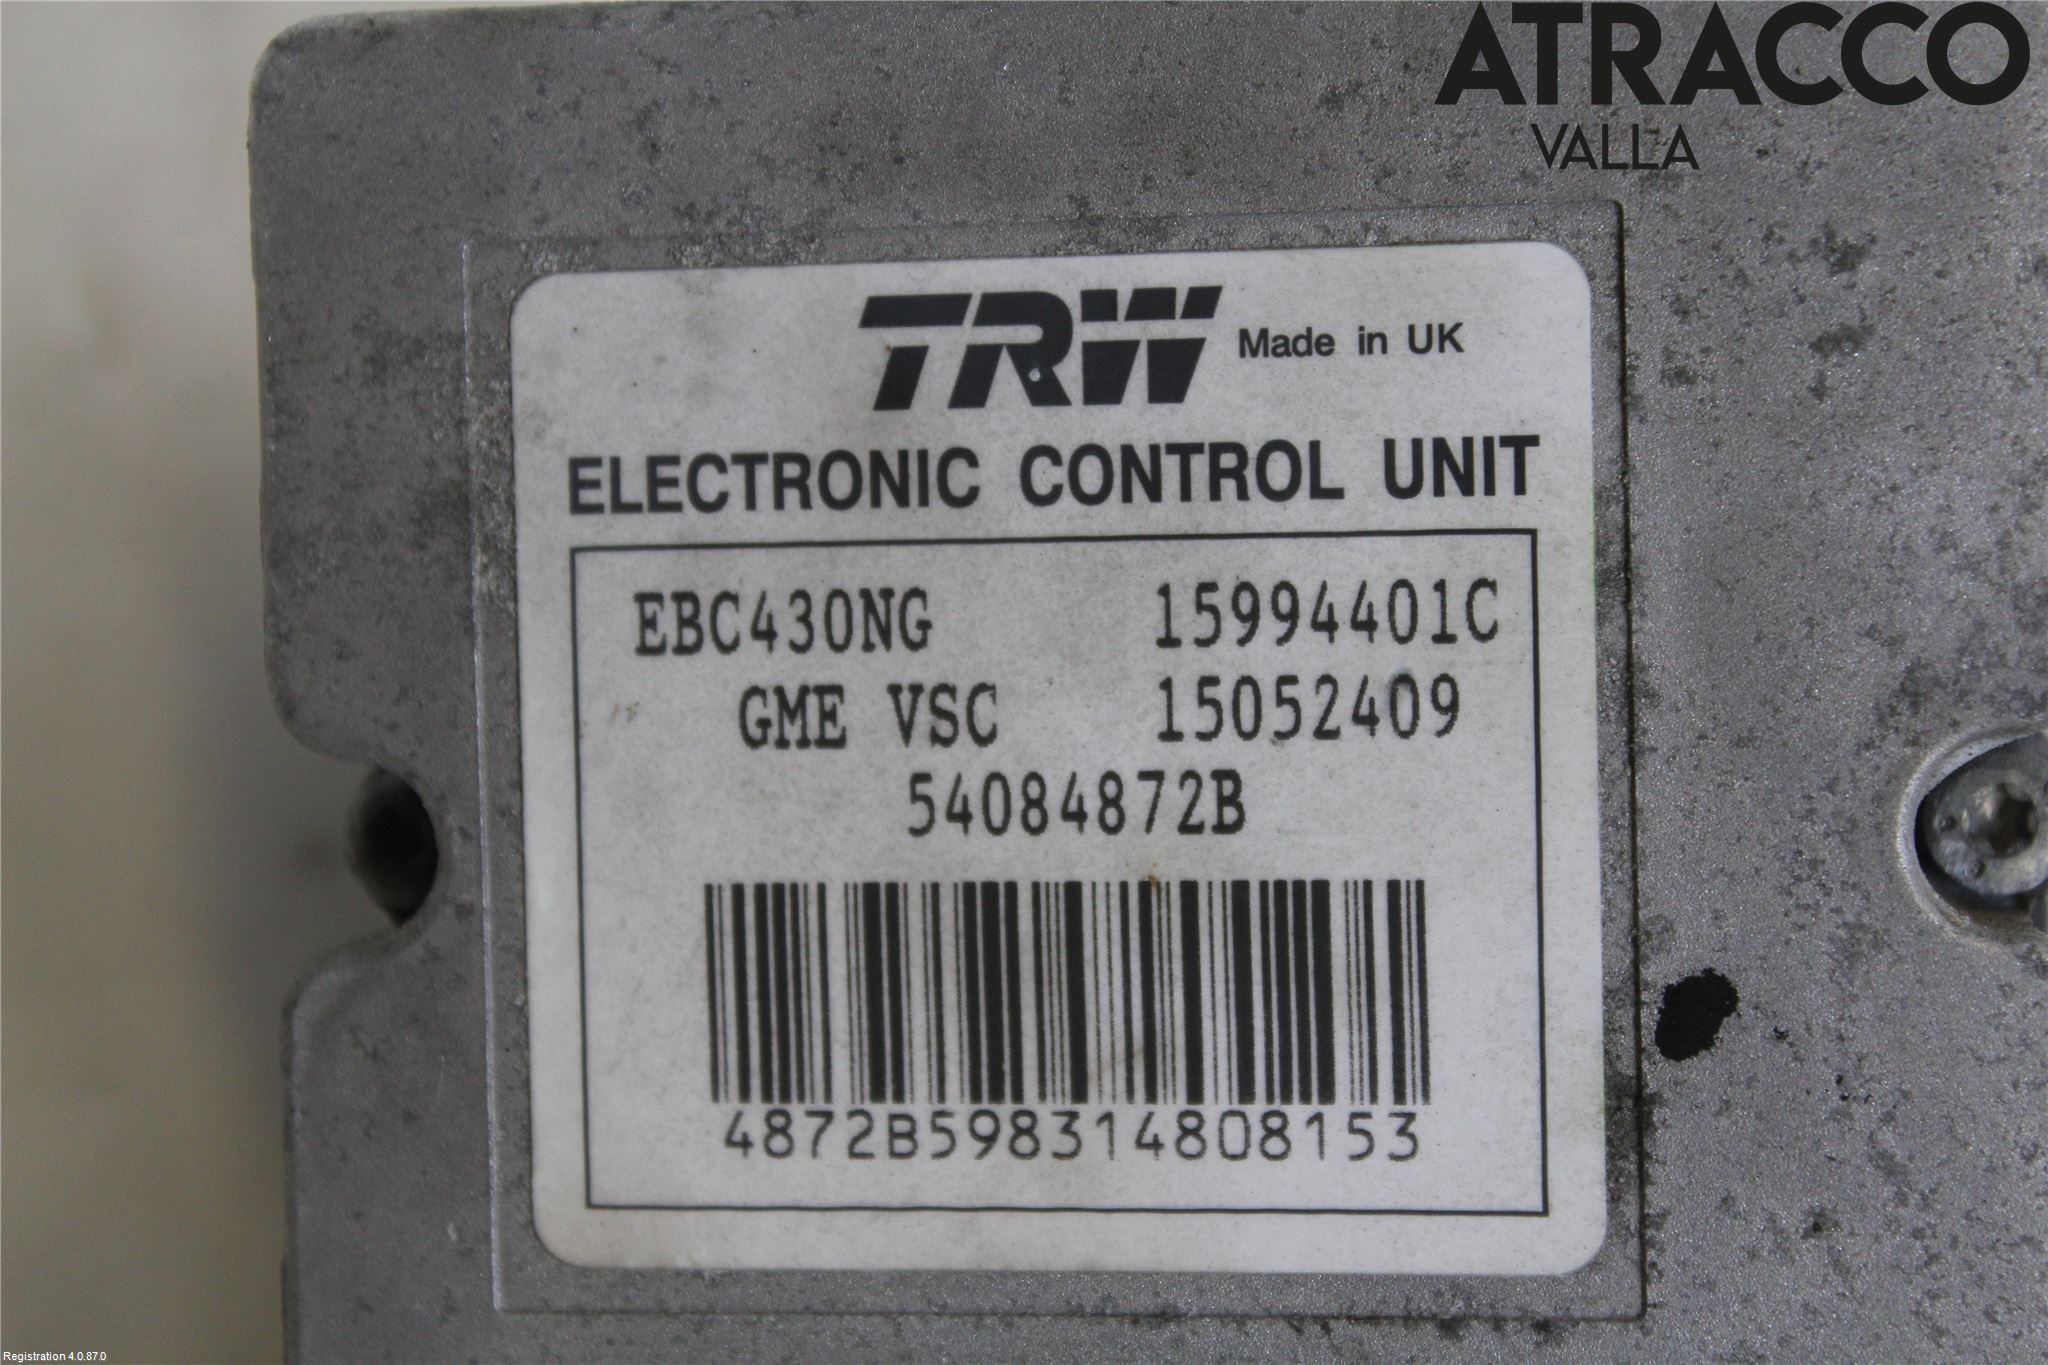 ATRACCO
VALLA
TRW Made in UK
ELECTRONIC CONTROL UNIT
EBC430NG 15994401C
GME VSC 15052409
54084872B
4872B598314808153
Registration 4.0.87.0